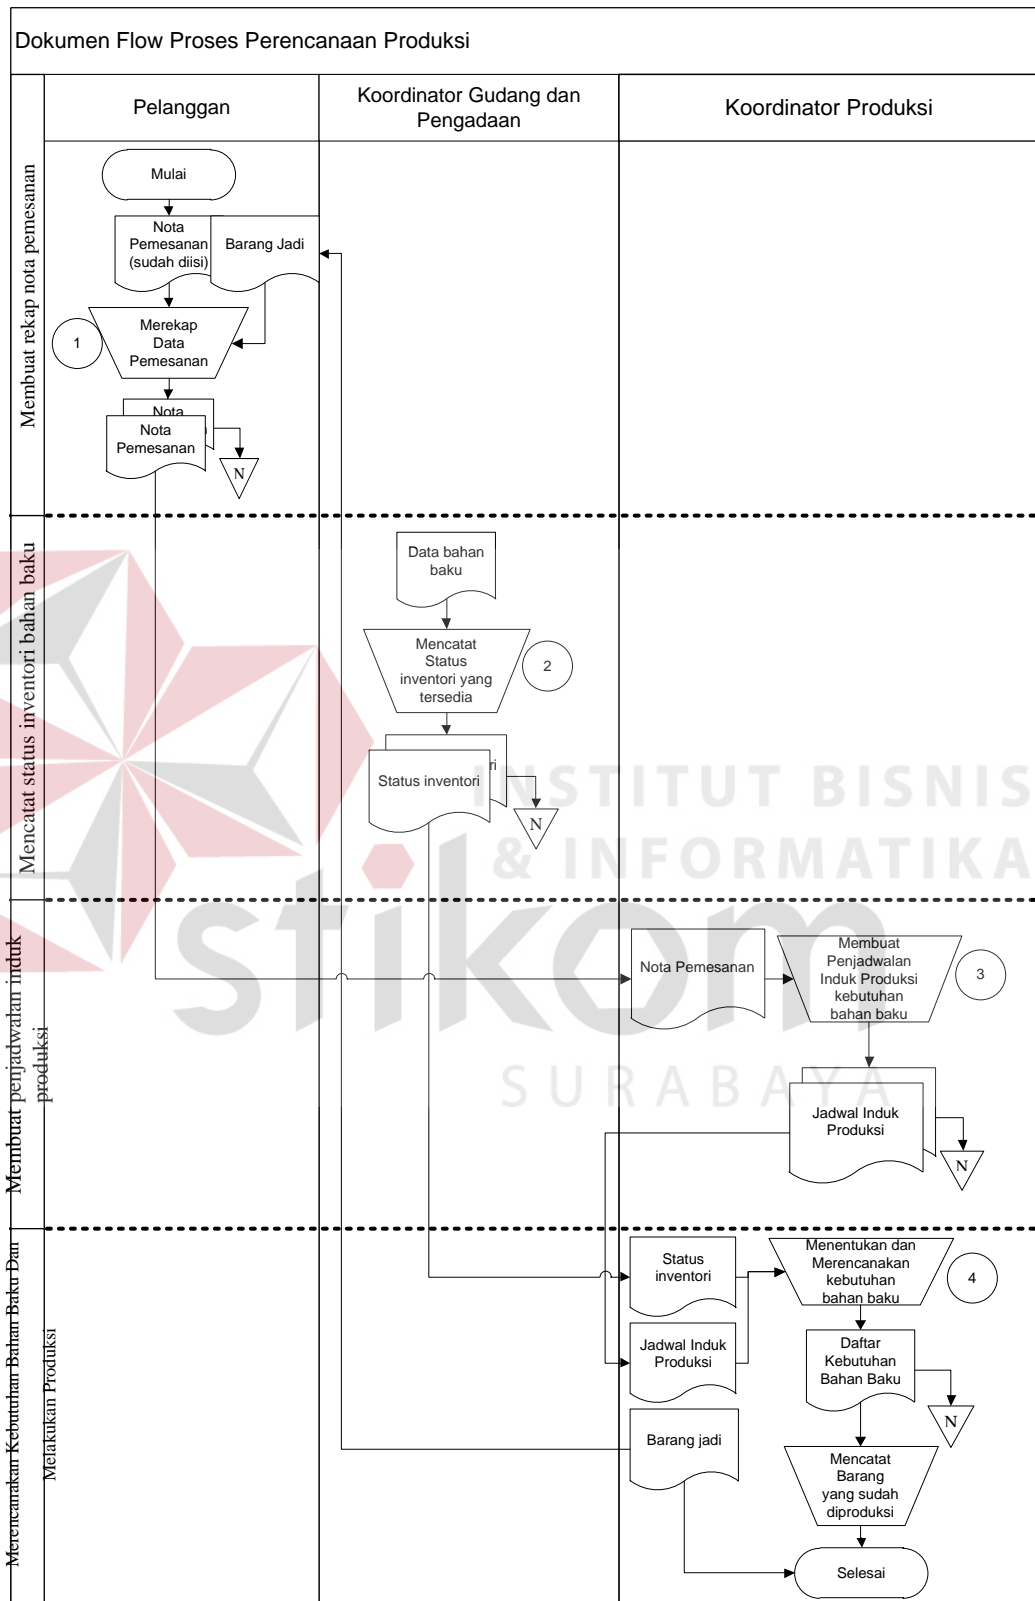 Dokumen Flow Proses Perencanaan Produksi
Pelanggan
Koordinator Gudang dan
Pengadaan
Koordinator Produksi
Membuat rekap nota pemesanan
Mulai
Nota
Pemesanan
(sudah diisi)
Barang Jadi
1
Merekap
Data
Pemesanan
Nota
Nota
Pemesanan
N
Mencatat status inventori bahan baku
Data bahan
baku
Mencatat
Status
inventori yang
tersedia
2
ri
Status inventori
N
INSTITUT BISNIS
& INFORMATIKA
stikom
SURABAYA
Membuat penjadwalan induk
produksi
Nota Pemesanan
Membuat
Penjadwalan
Induk Produksi
kebutuhan
bahan baku
3
Jadwal Induk
Produksi
N
Merencanakan Kebutuhan Bahan Baku Dan
Melakukan Produksi
Status
inventori
Menentukan dan
Merencanakan
kebutuhan
bahan baku
4
Jadwal Induk
Produksi
Daftar
Kebutuhan
Bahan Baku
N
Barang jadi
Mencatat
Barang
yang sudah
diproduksi
Selesai